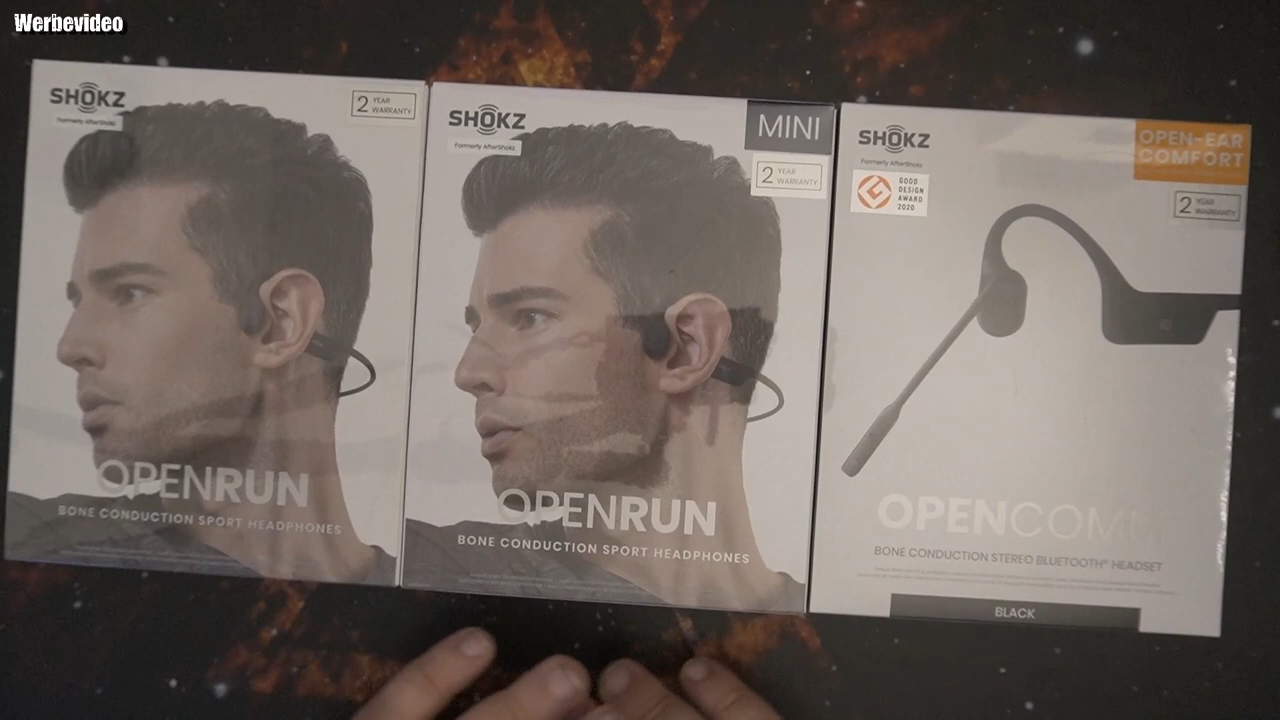 Werbevideo
SHOKZ
Formerly AfterShokz
2 YEAR
WARRANTY
OPENRUN
BONE CONDUCTION SPORT HEADPHONES
SHOKZ
Formerly AfterShokz
MINI
2 YEAR
WARRANTY
OPENRUN
BONE CONDUCTION SPORT HEADPHONES
SHOKZ
Formerly AfterShokz
GOOD
DESIGN
AWARD
2020
OPEN-EAR
COMFORT
2 YEAR
WARRANTY
OPENCOMM
BONE CONDUCTION STEREO BLUETOOTH® HEADSET
BLACK